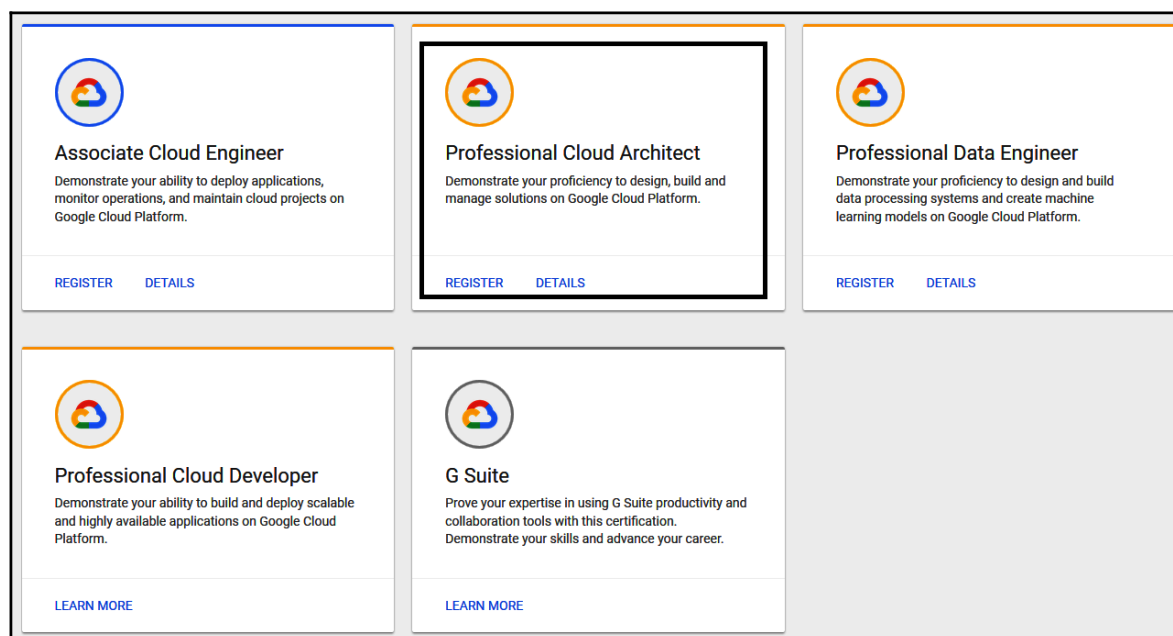 Associate Cloud Engineer
Demonstrate your ability to deploy applications,
monitor operations, and maintain cloud projects on
Google Cloud Platform.
REGISTER DETAILS
Professional Cloud Architect
Demonstrate your proficiency to design, build and
manage solutions on Google Cloud Platform.
REGISTER DETAILS
Professional Data Engineer
Demonstrate your proficiency to design and build
data processing systems and create machine
learning models on Google Cloud Platform.
REGISTER DETAILS
Professional Cloud Developer
Demonstrate your ability to build and deploy scalable
and highly available applications on Google Cloud
Platform.
LEARN MORE
G Suite
Prove your expertise in using G Suite productivity and
collaboration tools with this certification.
Demonstrate your skills and advance your career.
LEARN MORE